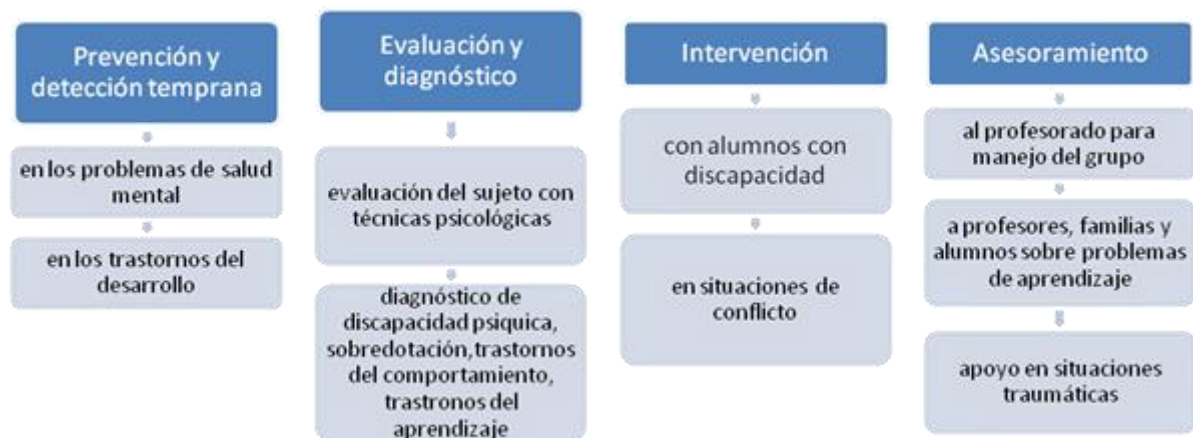 Prevención y
detección temprana
en los problemas de salud
mental
en los trastornos del
desarrollo
Evaluación y
diagnóstico
evaluación del sujeto con
técnicas psicológicas
diagnóstico de
discapacidad psiquica,
sobredotación,trastornos
del comportamiento,
trastronos del
aprendizaje
Intervención
con alumnos con
discapacidad
en situaciones de
conflicto
Asesoramiento
al profesorado para
manejo del grupo
a profesores, familias y
alumnos sobre problemas
de aprendizaje
apoyo en situaciones
traumáticas